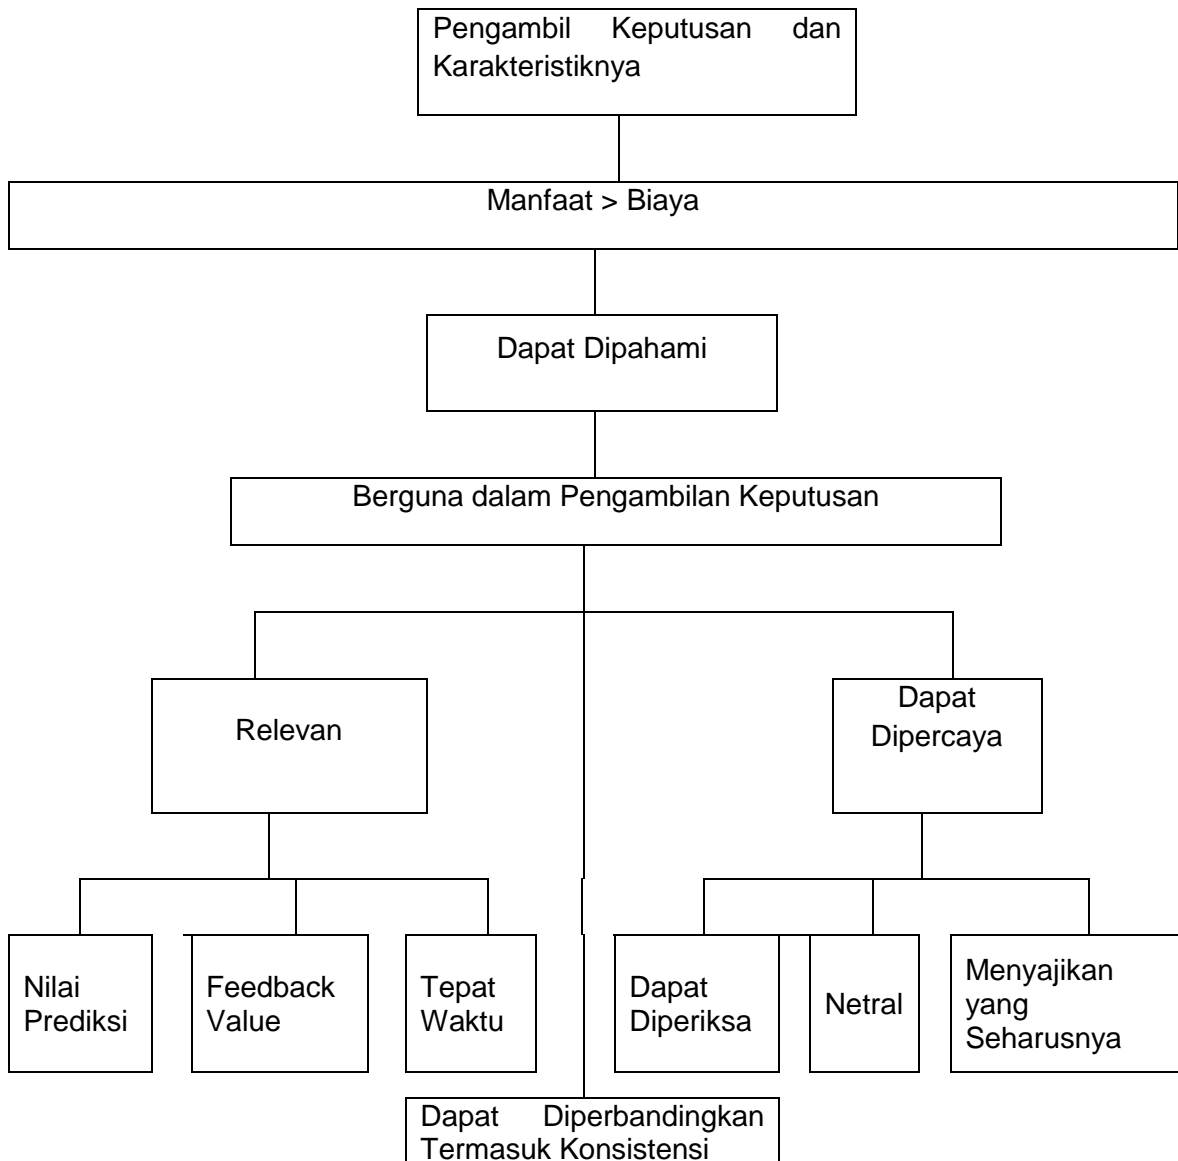 Pengambil Keputusan dan
Karakteristiknya
Manfaat > Biaya
Dapat Dipahami
Berguna dalam Pengambilan Keputusan
Relevan
Dapat
Dipercaya
Nilai
Prediksi
Feedback
Value
Tepat
Waktu
Dapat
Diperiksa
Netral
Menyajikan
yang
Seharusnya
Dapat Diperbandingkan
Termasuk Konsistensi